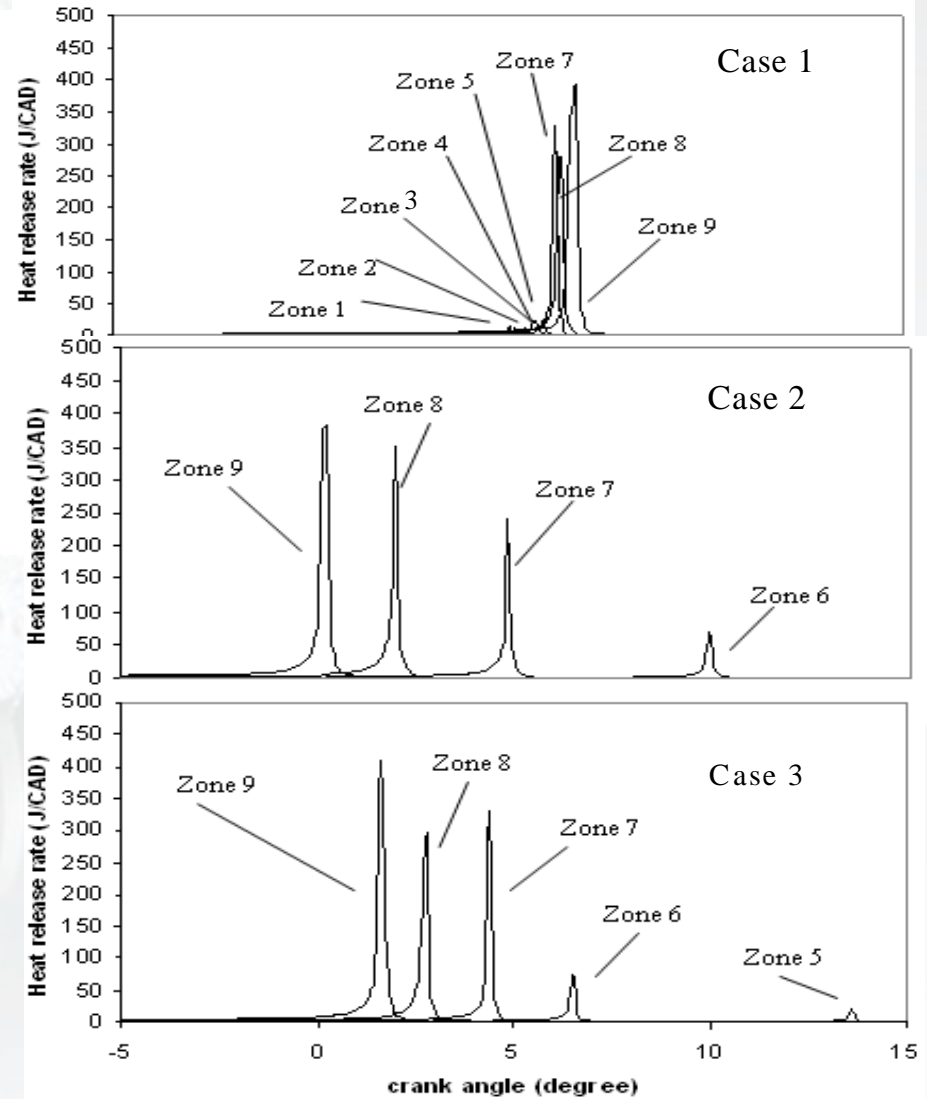 Heat release rate (J/CAD)
500
450
400
350
300
250
200
150
100
50
0
Case 1
Zone 7
Zone 5
Zone 4
Zone 8
Zone 3
Zone 9
Zone 2
Zone 1
Heat release rate (J/CAD)
500
450
400
350
300
250
200
150
100
50
0
Case 2
Zone 8
Zone 9
Zone 7
Zone 6
Heat release rate (J/CAD)
500
450
400
350
300
250
200
150
100
50
0
Case 3
Zone 8
Zone 9
Zone 7
Zone 6
Zone 5
-5 0 5 10 15
crank angle (degree)